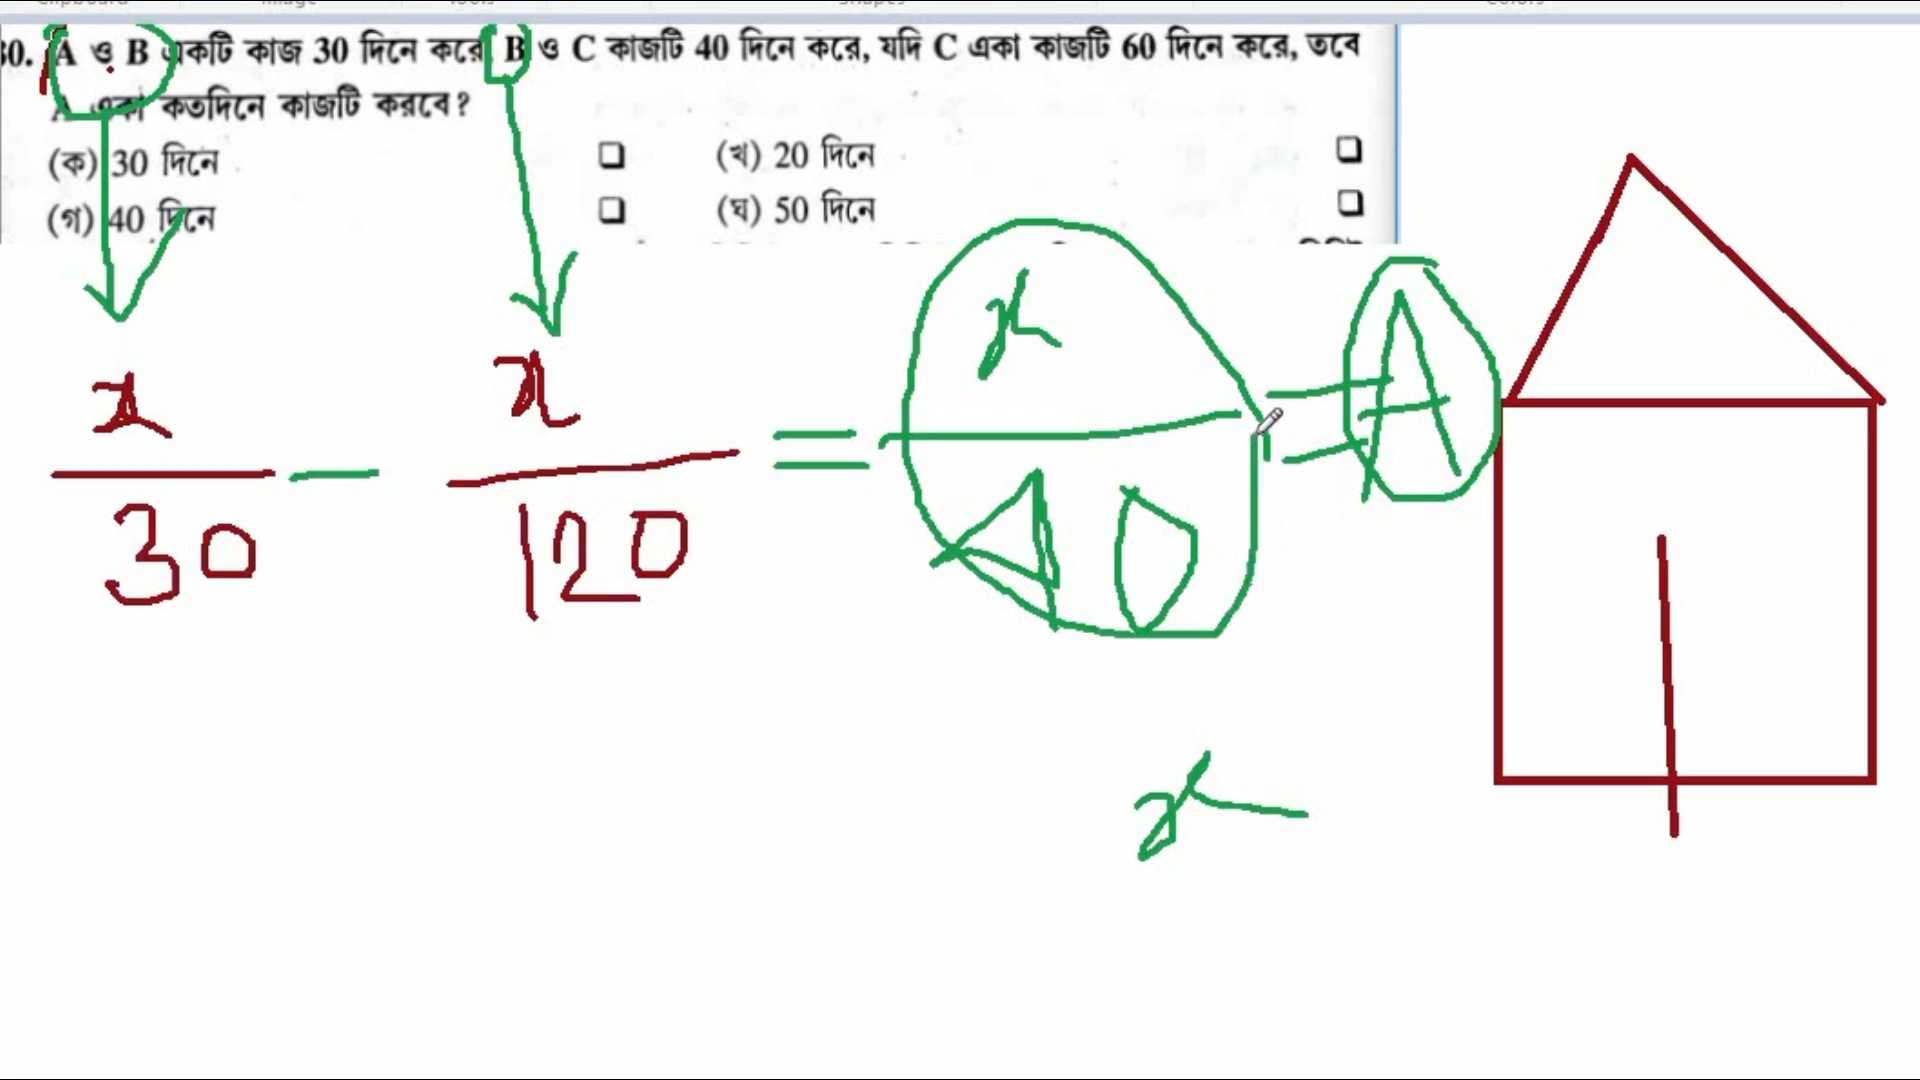 30. A ও B একটি কাজ 30 দিনে করে B ও C কাজটি 40 দিনে করে, যদি C একা কাজটি 60 দিনে করে, তবে
A একা কতদিনে কাজটি করবে?
(ক) 30 দিনে (খ) 20 দিনে
(গ) 40 দিনে (ঘ) 50 দিনে
x/30 − x/120 = x/40 = A
x